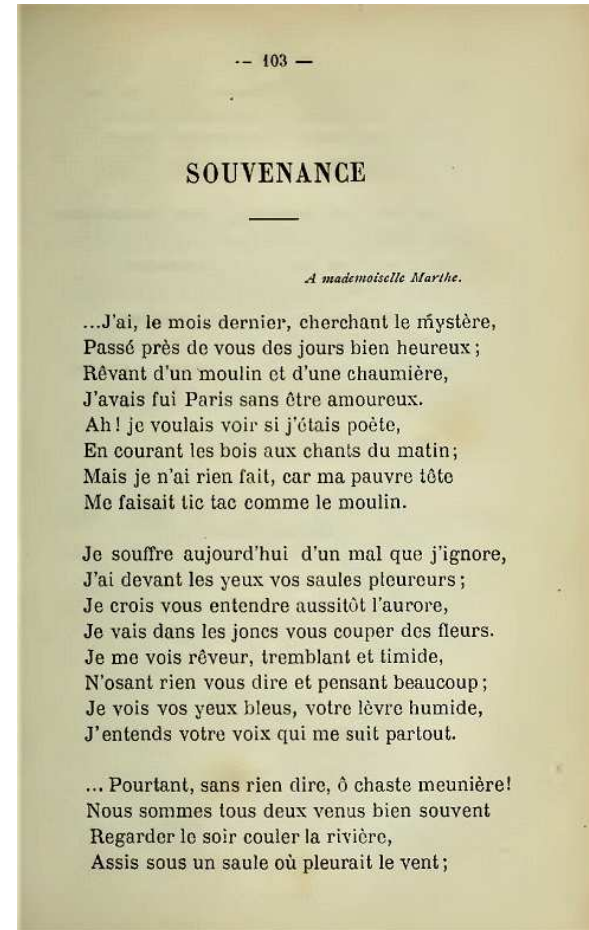 -- 103 —
SOUVENANCE
A mademoiselle Marthe.
...J'ai, le mois dernier, cherchant le mystère,
Passé près de vous des jours bien heureux ;
Rêvant d'un moulin et d'une chaumière,
J'avais fui Paris sans être amoureux.
Ah ! je voulais voir si j'étais poète,
En courant les bois aux chants du matin ;
Mais je n'ai rien fait, car ma pauvre tête
Me faisait tic tac comme le moulin.
Je souffre aujourd'hui d'un mal que j'ignore,
J'ai devant les yeux vos saules pleureurs ;
Je crois vous entendre aussitôt l'aurore,
Je vais dans les joncs vous couper des fleurs.
Je me vois rêveur, tremblant et timide,
N'osant rien vous dire et pensant beaucoup ;
Je vois vos yeux bleus, votre lèvre humide,
J'entends votre voix qui me suit partout.
... Pourtant, sans rien dire, ô chaste meunière!
Nous sommes tous deux venus bien souvent
Regarder le soir couler la rivière,
Assis sous un saule où pleurait le vent ;